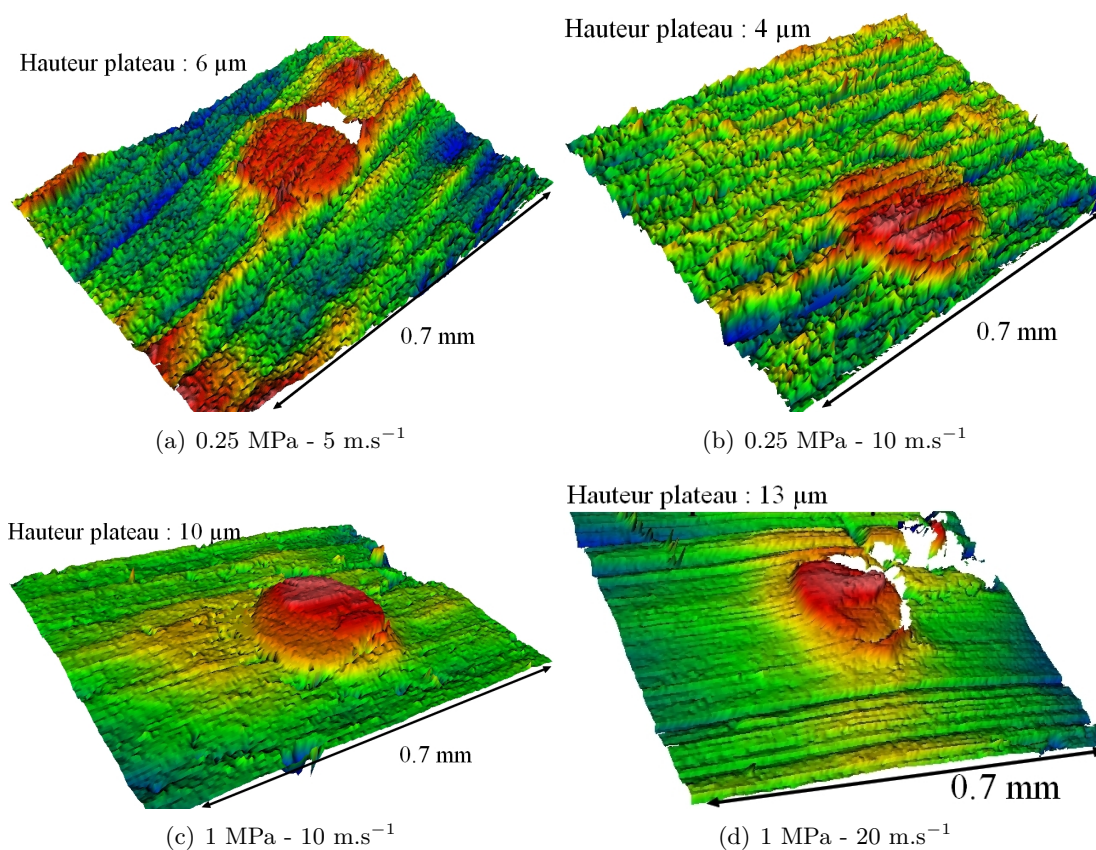 Hauteur plateau : 6 µm
Hauteur plateau : 4 µm
0.7 mm
0.7 mm
(a) 0.25 MPa - 5 m.s⁻¹
(b) 0.25 MPa - 10 m.s⁻¹
Hauteur plateau : 10 µm
Hauteur plateau : 13 µm
0.7 mm
0.7 mm
(c) 1 MPa - 10 m.s⁻¹
(d) 1 MPa - 20 m.s⁻¹